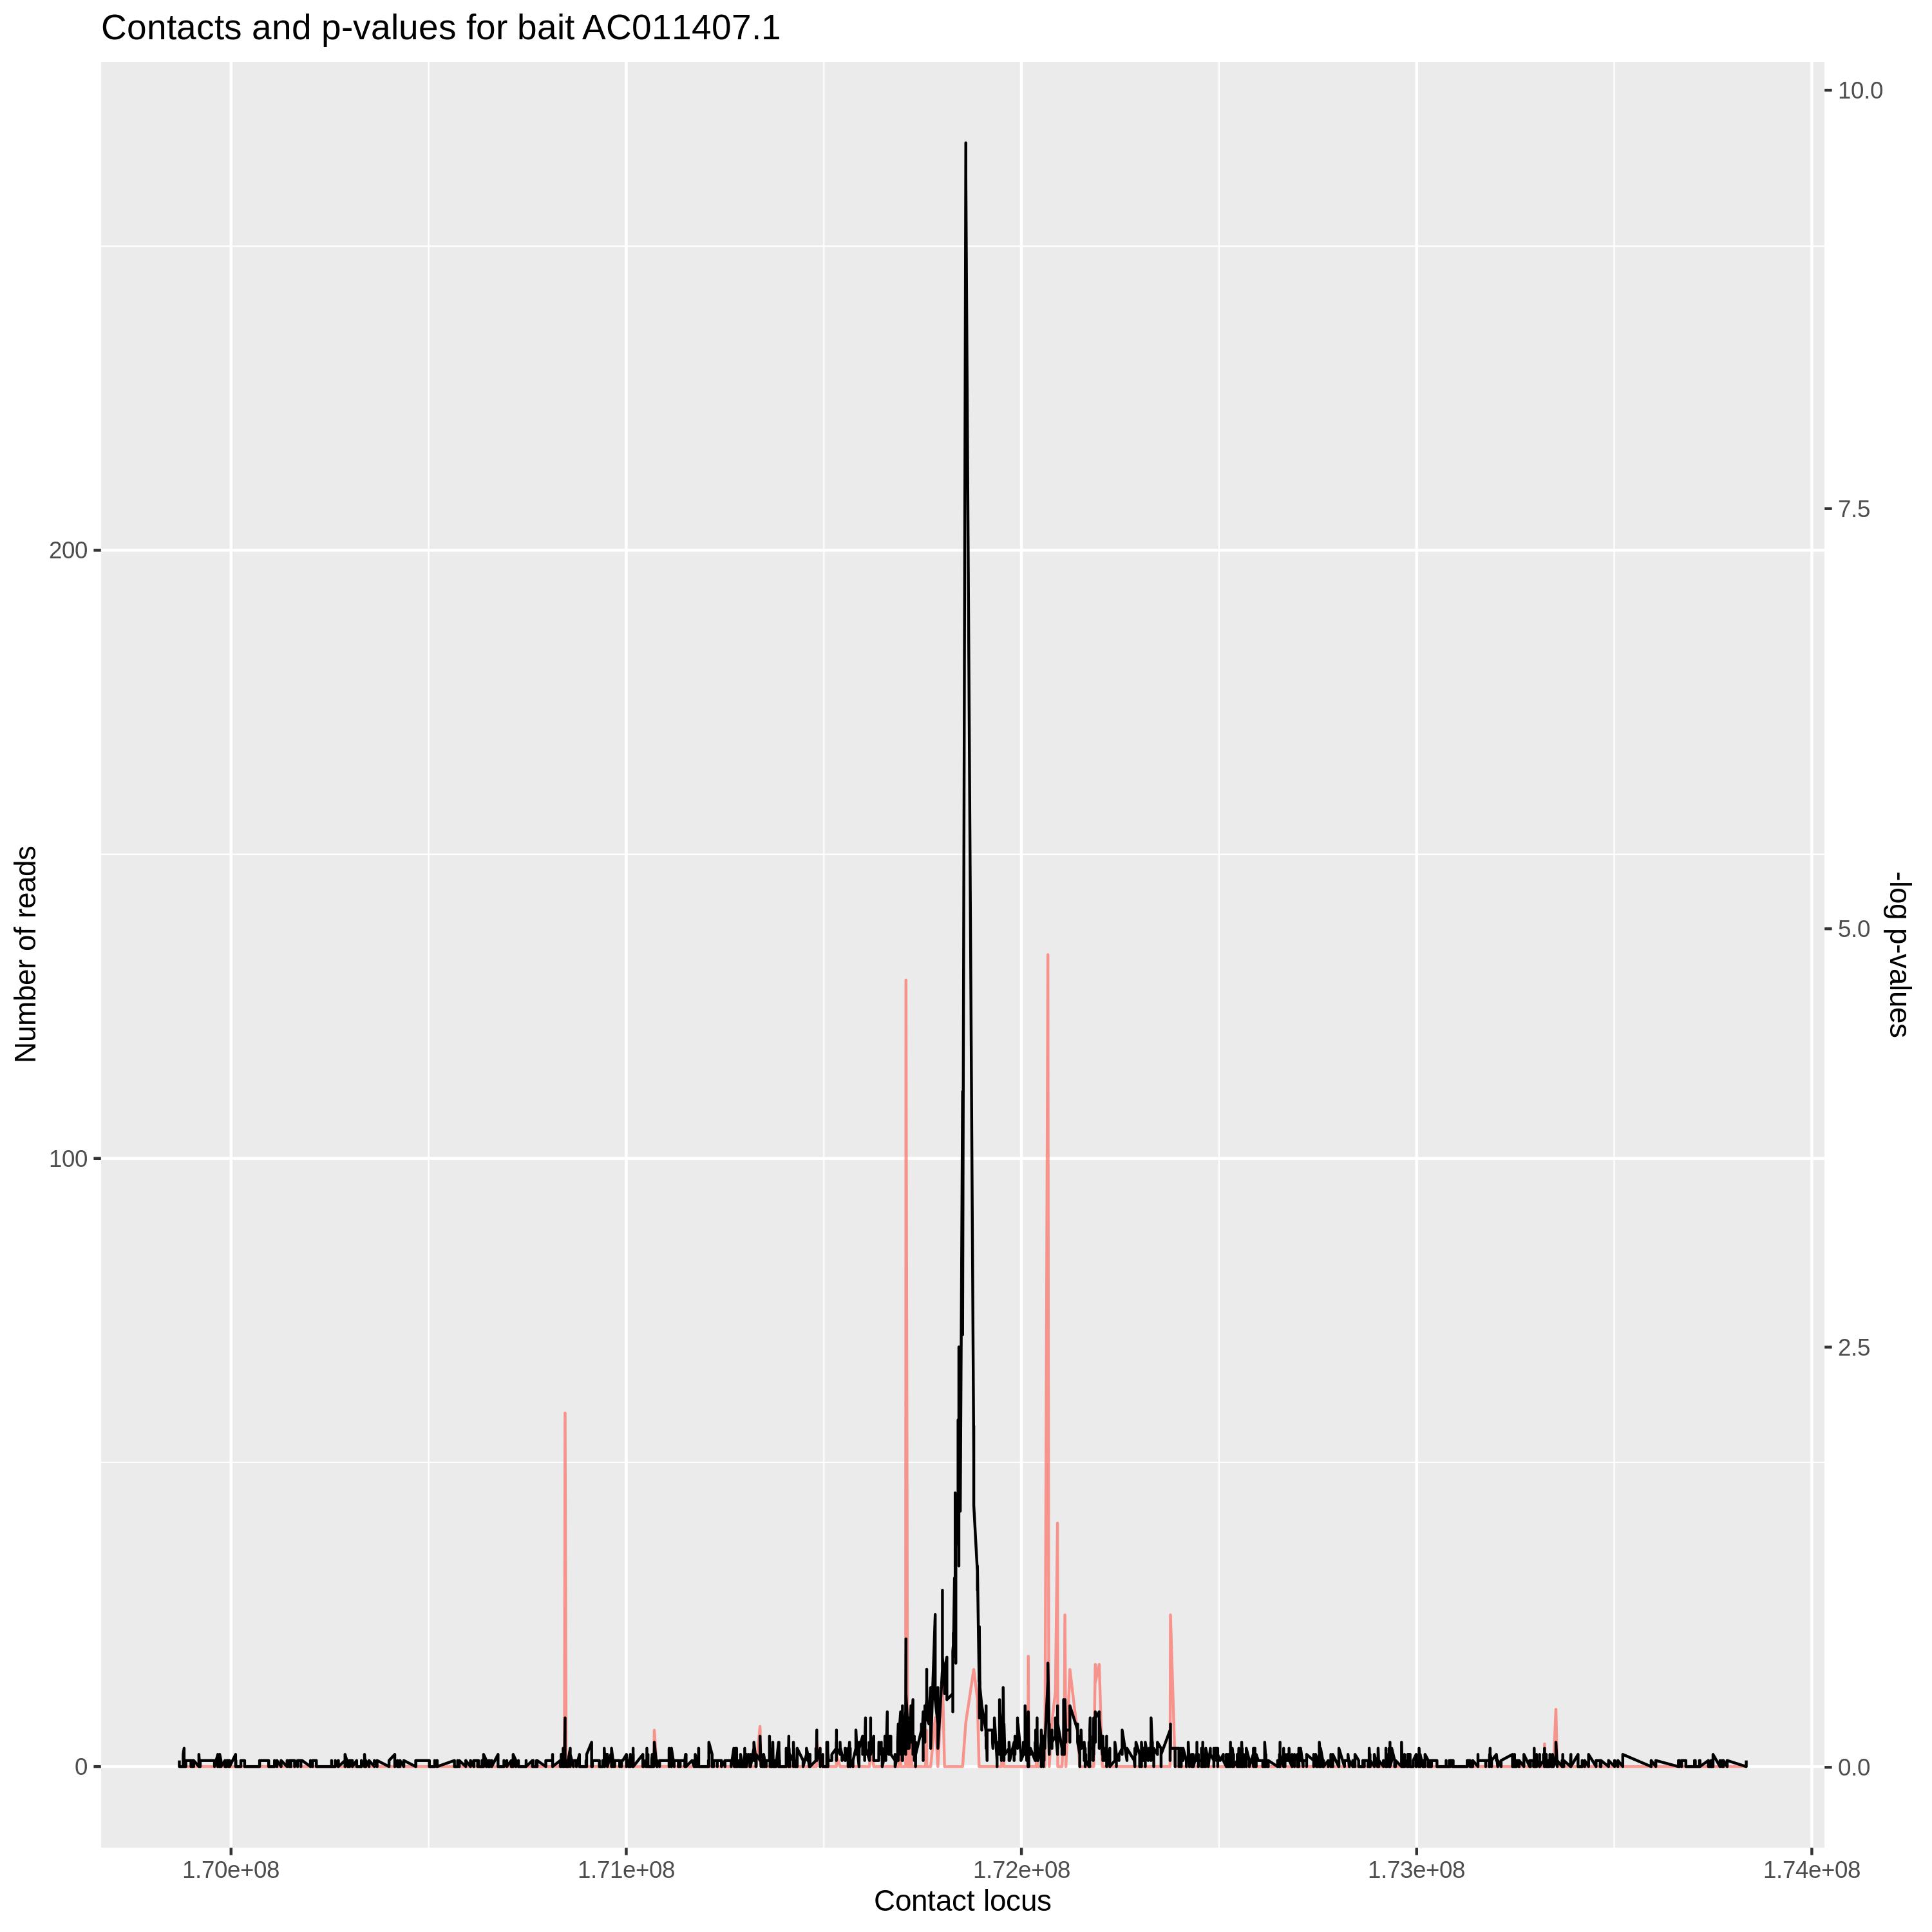 Contacts and p-values for bait AC011407.1
10.0
7.5
200
5.0
Number of reads
-log p-values
100
2.5
0
0.0
1.70e+08
1.71e+08
1.72e+08
1.73e+08
1.74e+08
Contact locus